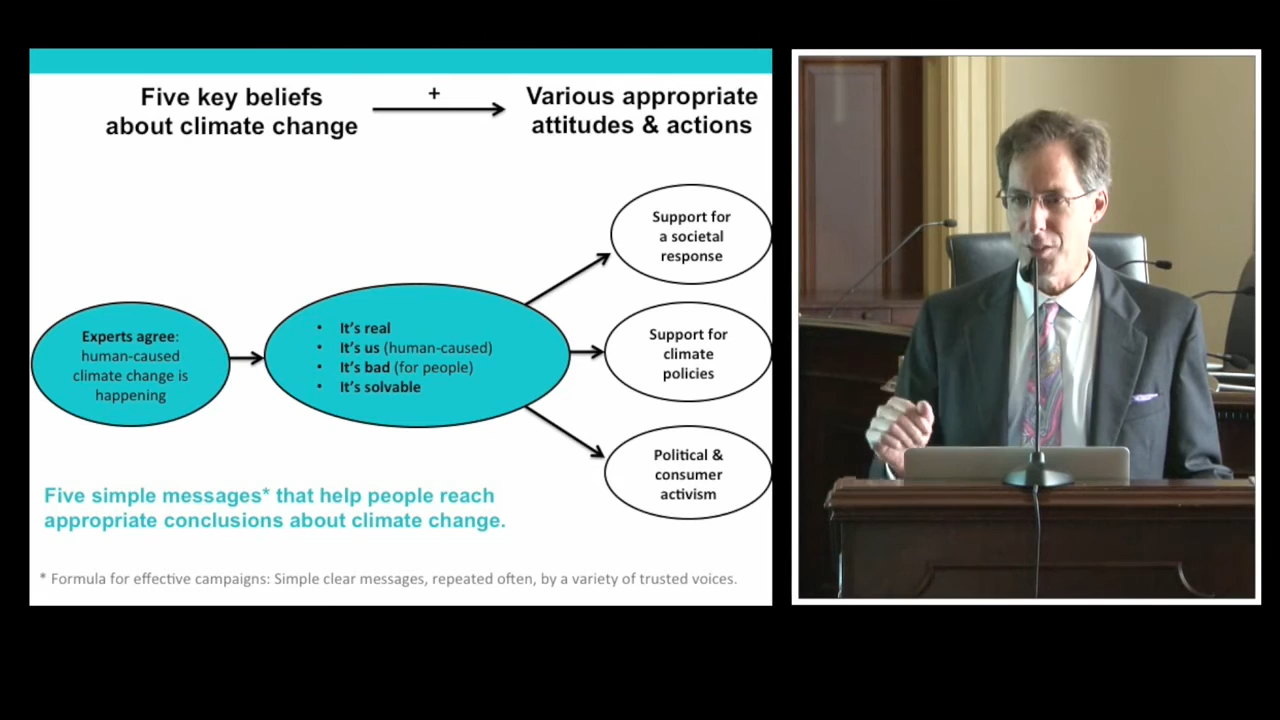 Five key beliefs
about climate change
+
Various appropriate
attitudes & actions
Experts agree:
human-caused
climate change is
happening
• It's real
• It's us (human-caused)
• It's bad (for people)
• It's solvable
Support for
a societal
response
Support for
climate
policies
Political &
consumer
activism
Five simple messages* that help people reach
appropriate conclusions about climate change.
* Formula for effective campaigns: Simple clear messages, repeated often, by a variety of trusted voices.